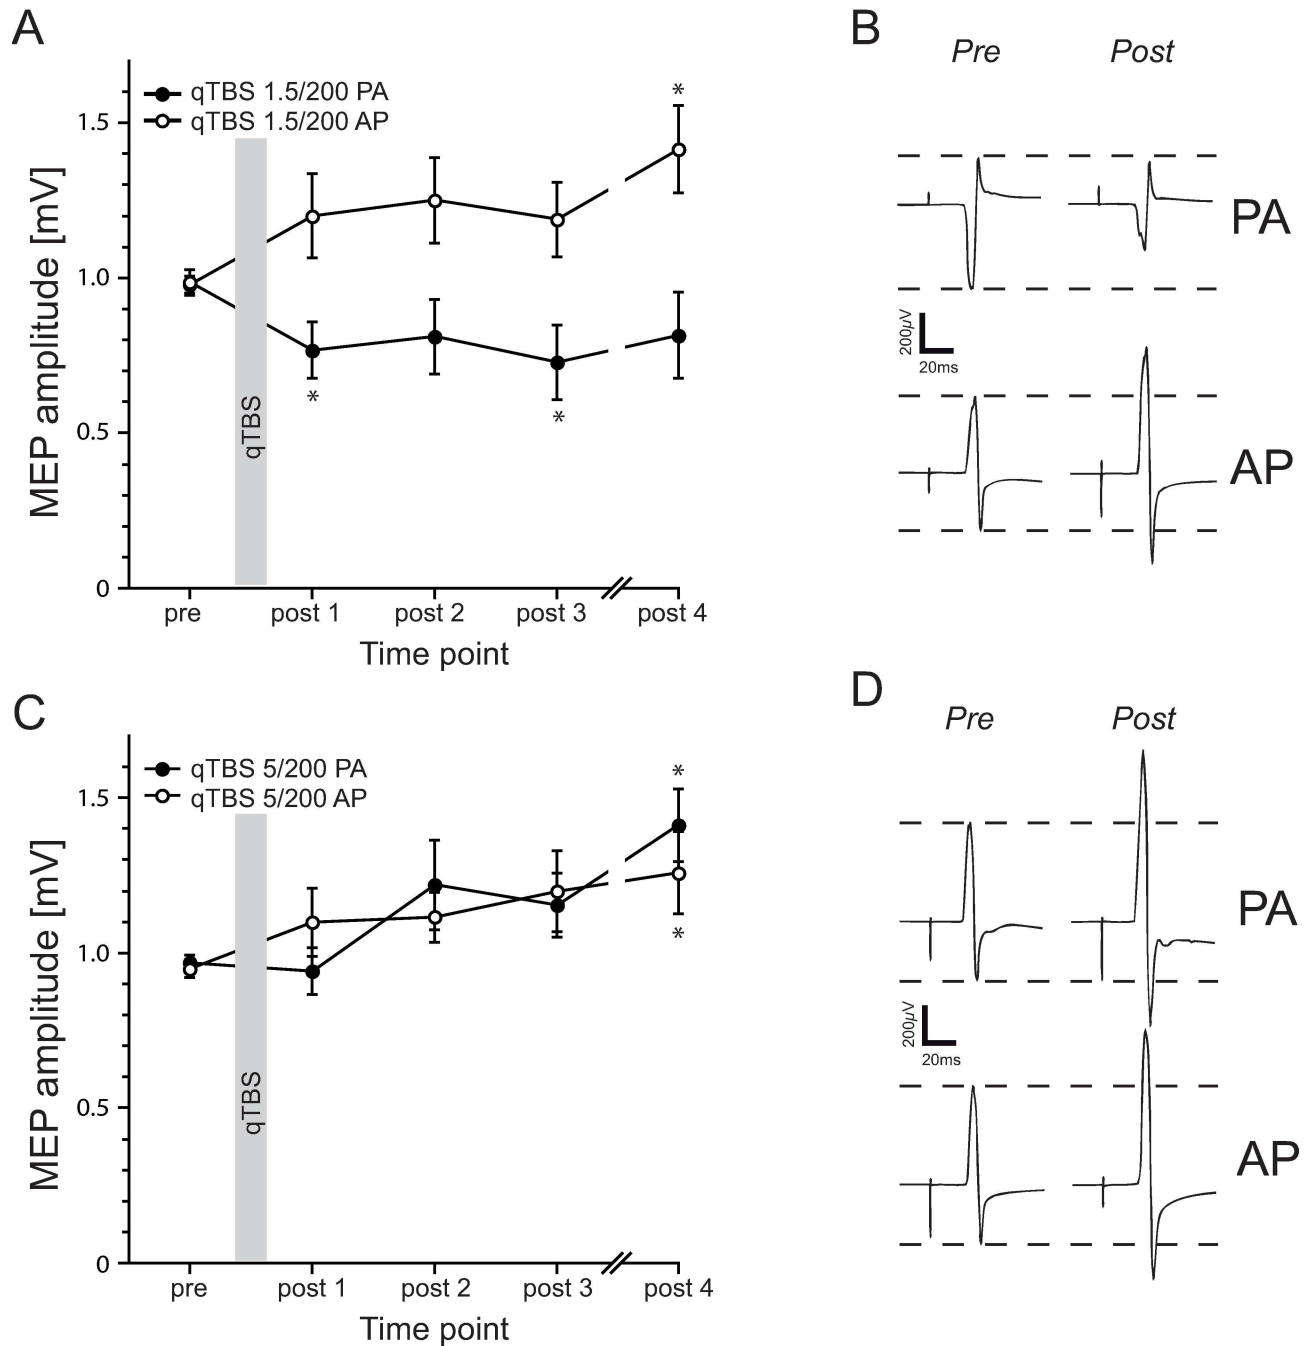 A
qTBS 1.5/200 PA
qTBS 1.5/200 AP
*
1.5
1.0
0.5
0
MEP amplitude [mV]
qTBS
*
*
pre
post 1
post 2
post 3
post 4
Time point
B
Pre
Post
PA
200µV
20ms
AP
C
qTBS 5/200 PA
qTBS 5/200 AP
*
1.5
1.0
0.5
0
MEP amplitude [mV]
qTBS
*
pre
post 1
post 2
post 3
post 4
Time point
D
Pre
Post
PA
200µV
20ms
AP